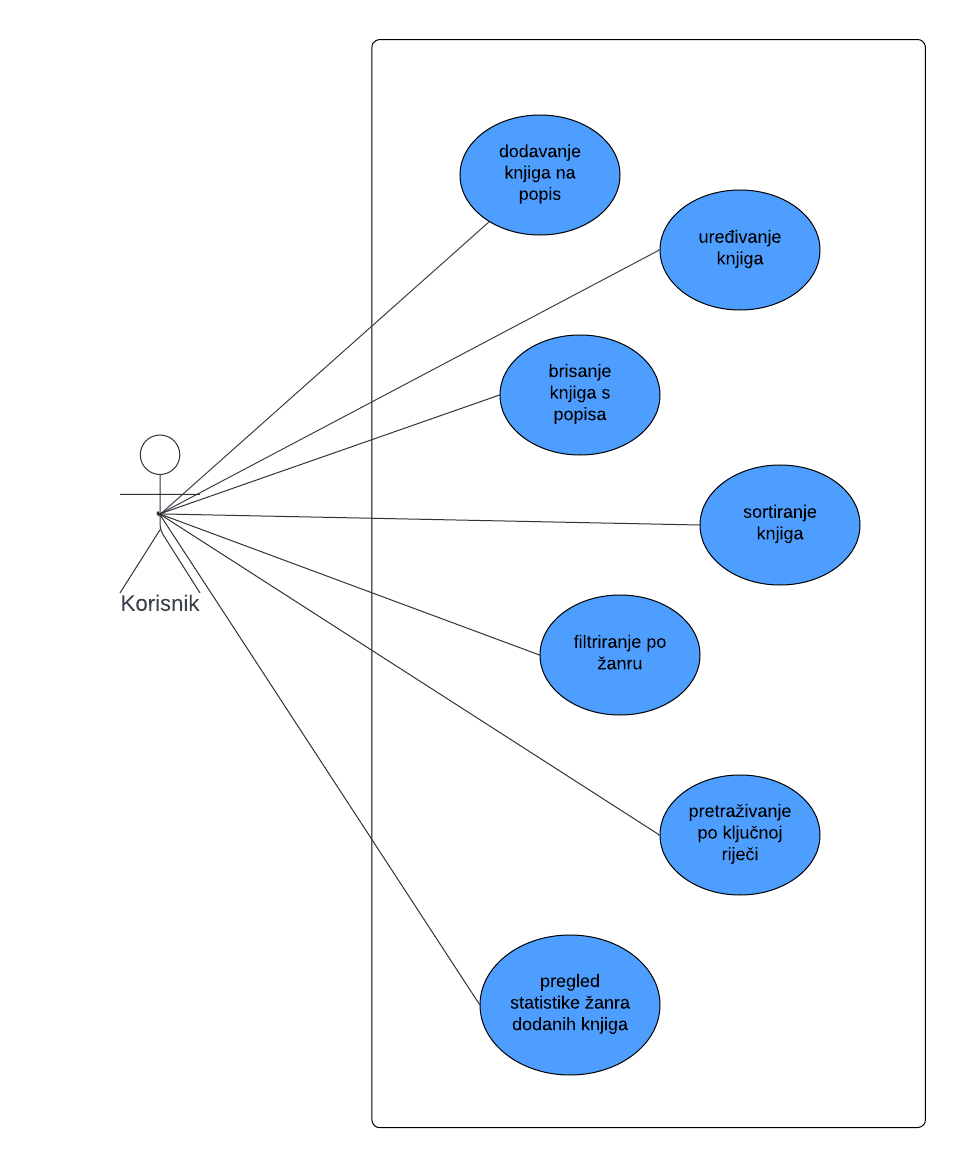 dodavanje
knjiga na
popis
uređivanje
knjiga
brisanje
knjiga s
popisa
sortiranje
knjiga
Korisnik
filtriranje po
žanru
pretraživanje
po ključnoj
riječi
pregled
statistike žanra
dodanih knjiga